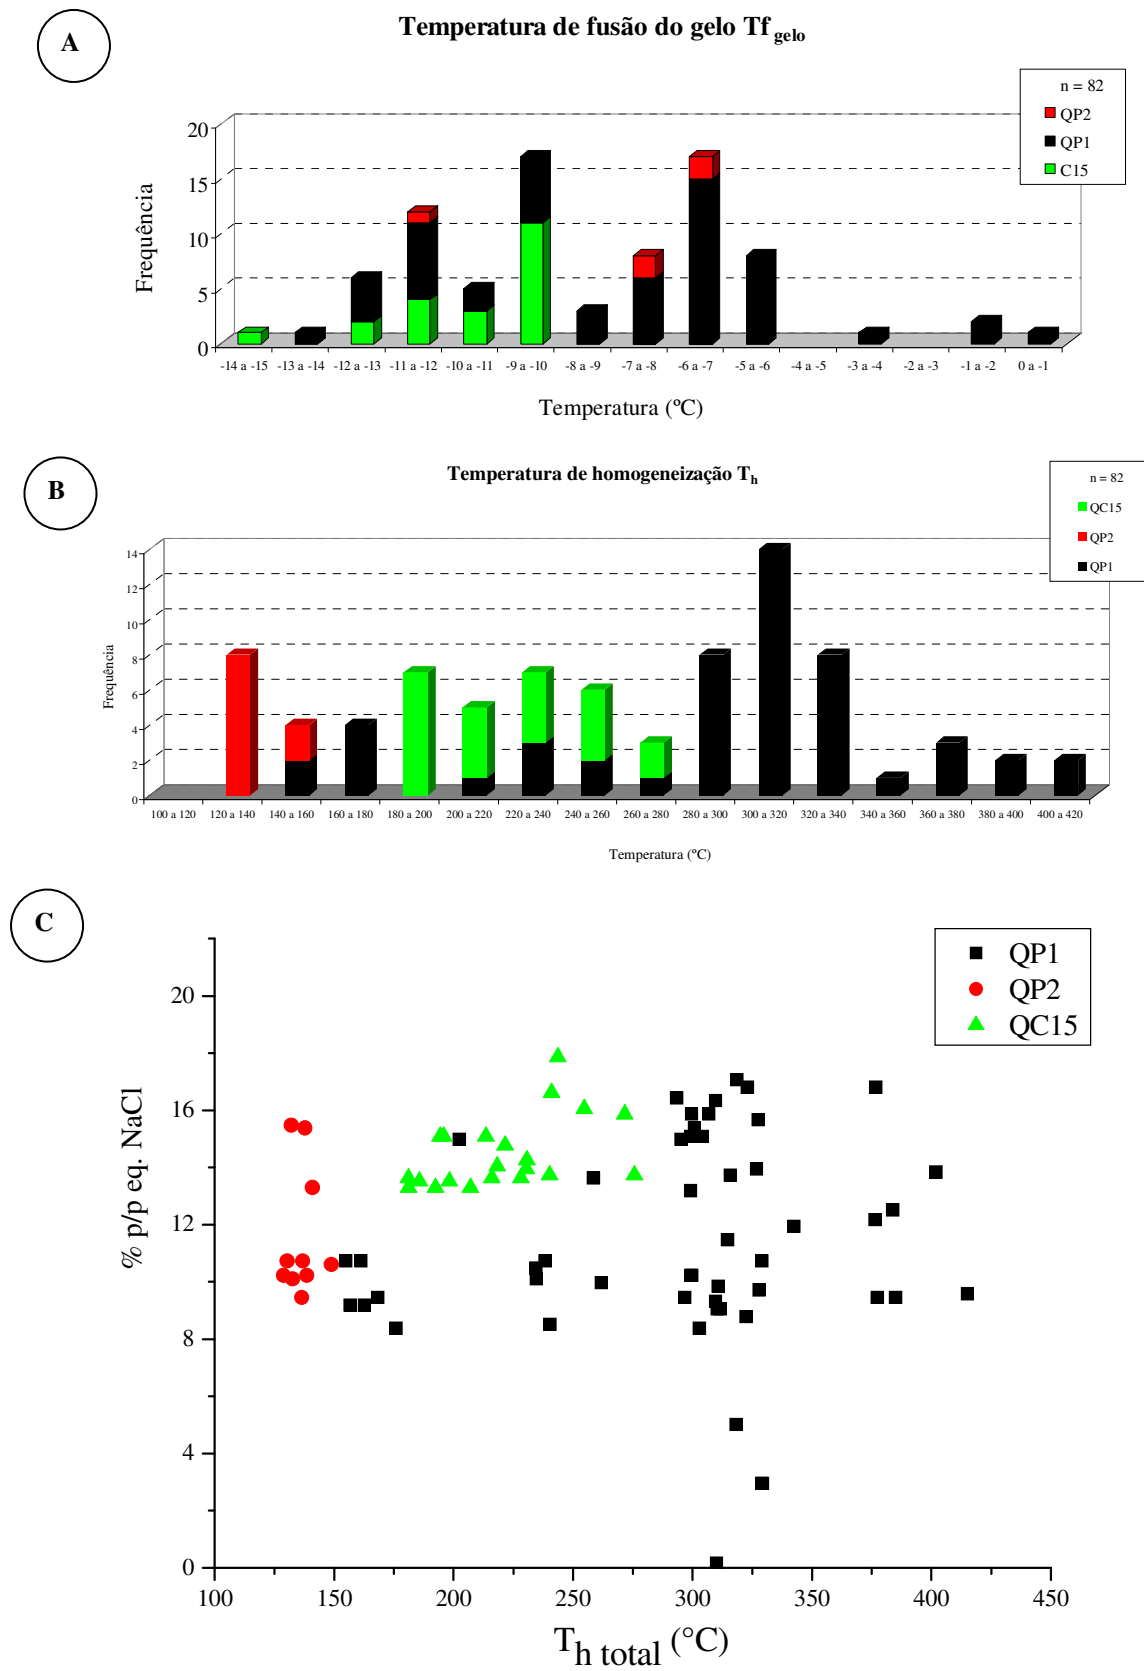 A
Temperatura de fusão do gelo Tf gelo
n = 82
QP2
QP1
C15
Frequência
20
15
10
5
0
-14 a -15 -13 a -14 -12 a -13 -11 a -12 -10 a -11 -9 a -10 -8 a -9 -7 a -8 -6 a -7 -5 a -6 -4 a -5 -3 a -4 -2 a -3 -1 a -2 0 a -1
Temperatura (ºC)
B
Temperatura de homogeneização Th
n = 82
QC15
QP2
QP1
Frequência
14
12
10
8
6
4
2
0
100 a 120 120 a 140 140 a 160 160 a 180 180 a 200 200 a 220 220 a 240 240 a 260 260 a 280 280 a 300 300 a 320 320 a 340 340 a 360 360 a 380 380 a 400 400 a 420
Temperatura (ºC)
C
QP1
QP2
QC15
% p/p eq. NaCl
20
16
12
8
4
0
100 150 200 250 300 350 400 450
Th total (°C)